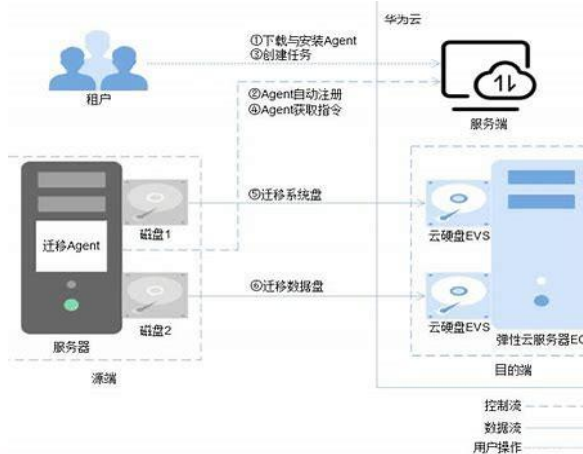 华为云
①下载与安装Agent
③创建任务
租户
②Agent自动注册
④Agent获取指令
服务端
⑤迁移系统盘
迁移Agent
磁盘1
云硬盘EVS
⑥迁移数据盘
服务器
磁盘2
云硬盘EVS
弹性云服务器EC
源端
目的端
控制流
数据流
用户操作